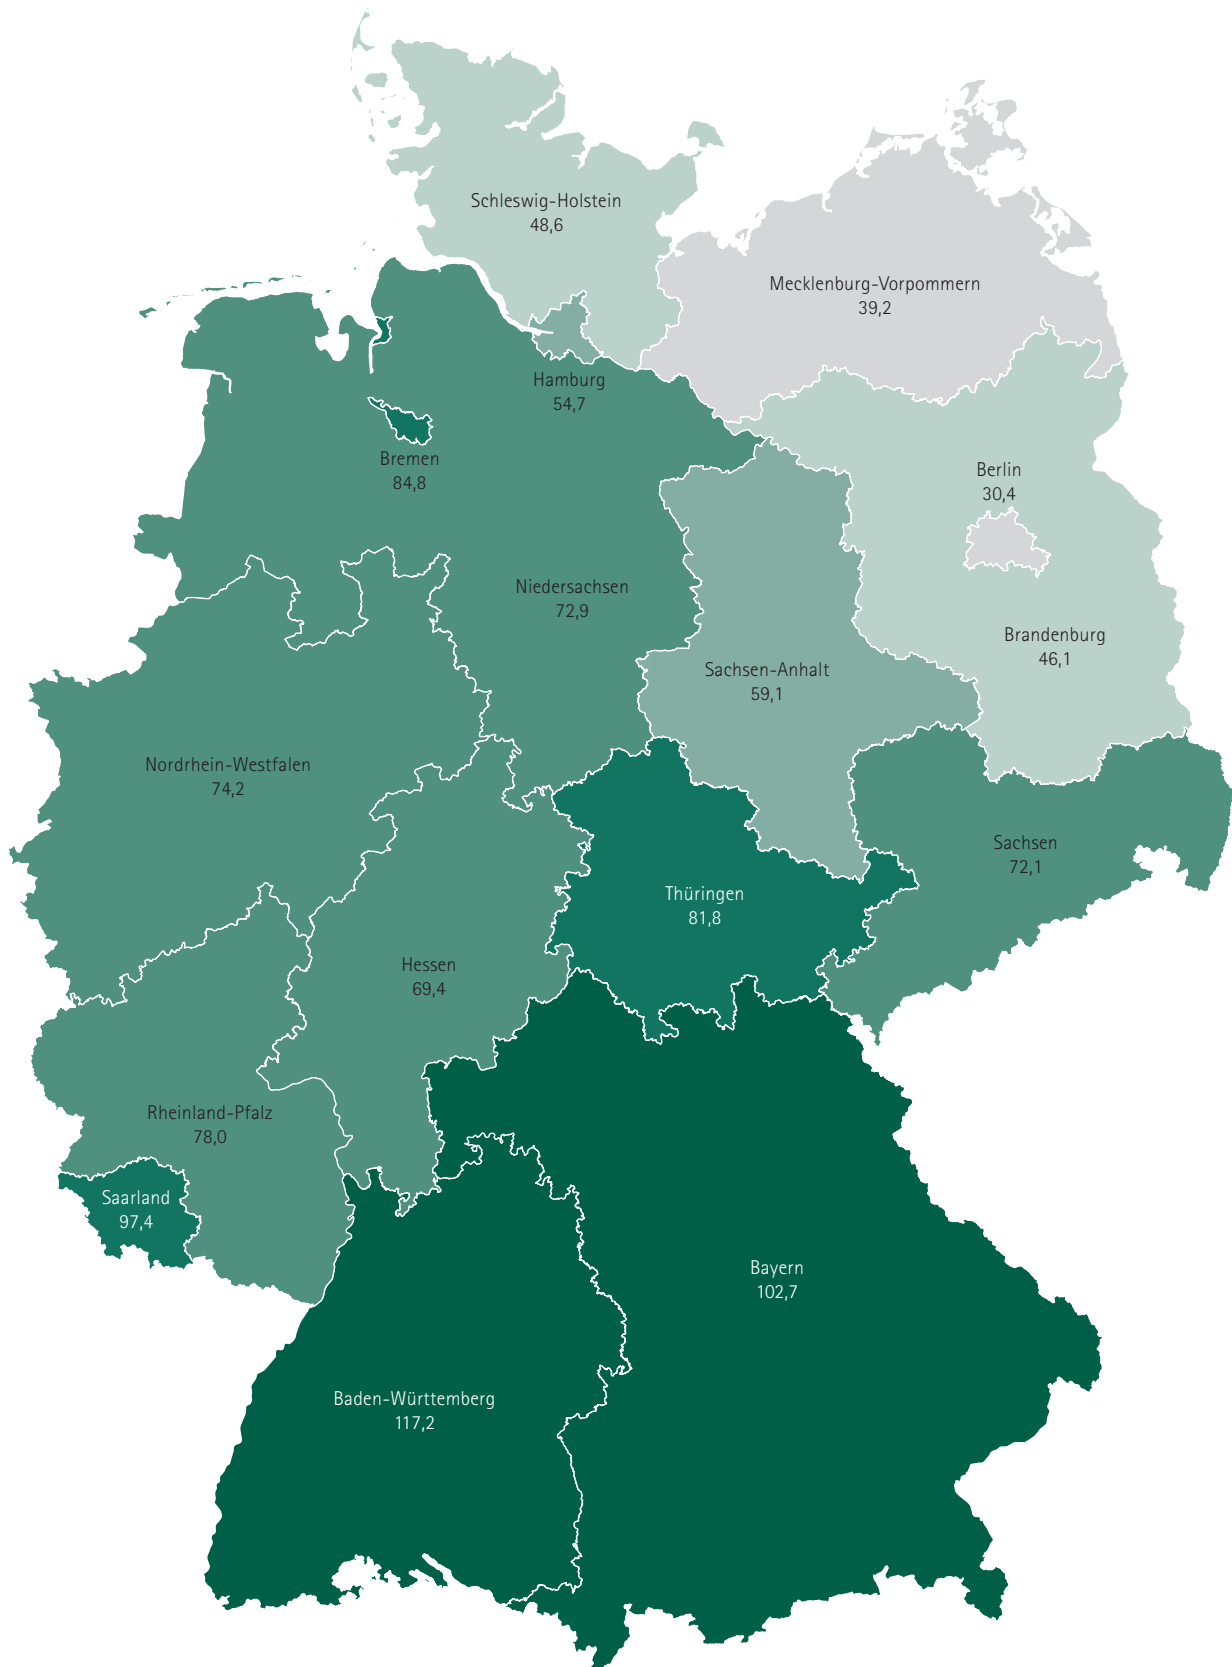 Schleswig-Holstein
48,6
Mecklenburg-Vorpommern
39,2
Hamburg
54,7
Bremen
84,8
Berlin
30,4
Niedersachsen
72,9
Brandenburg
46,1
Sachsen-Anhalt
59,1
Nordrhein-Westfalen
74,2
Sachsen
72,1
Thüringen
81,8
Hessen
69,4
Rheinland-Pfalz
78,0
Saarland
97,4
Bayern
102,7
Baden-Württemberg
117,2